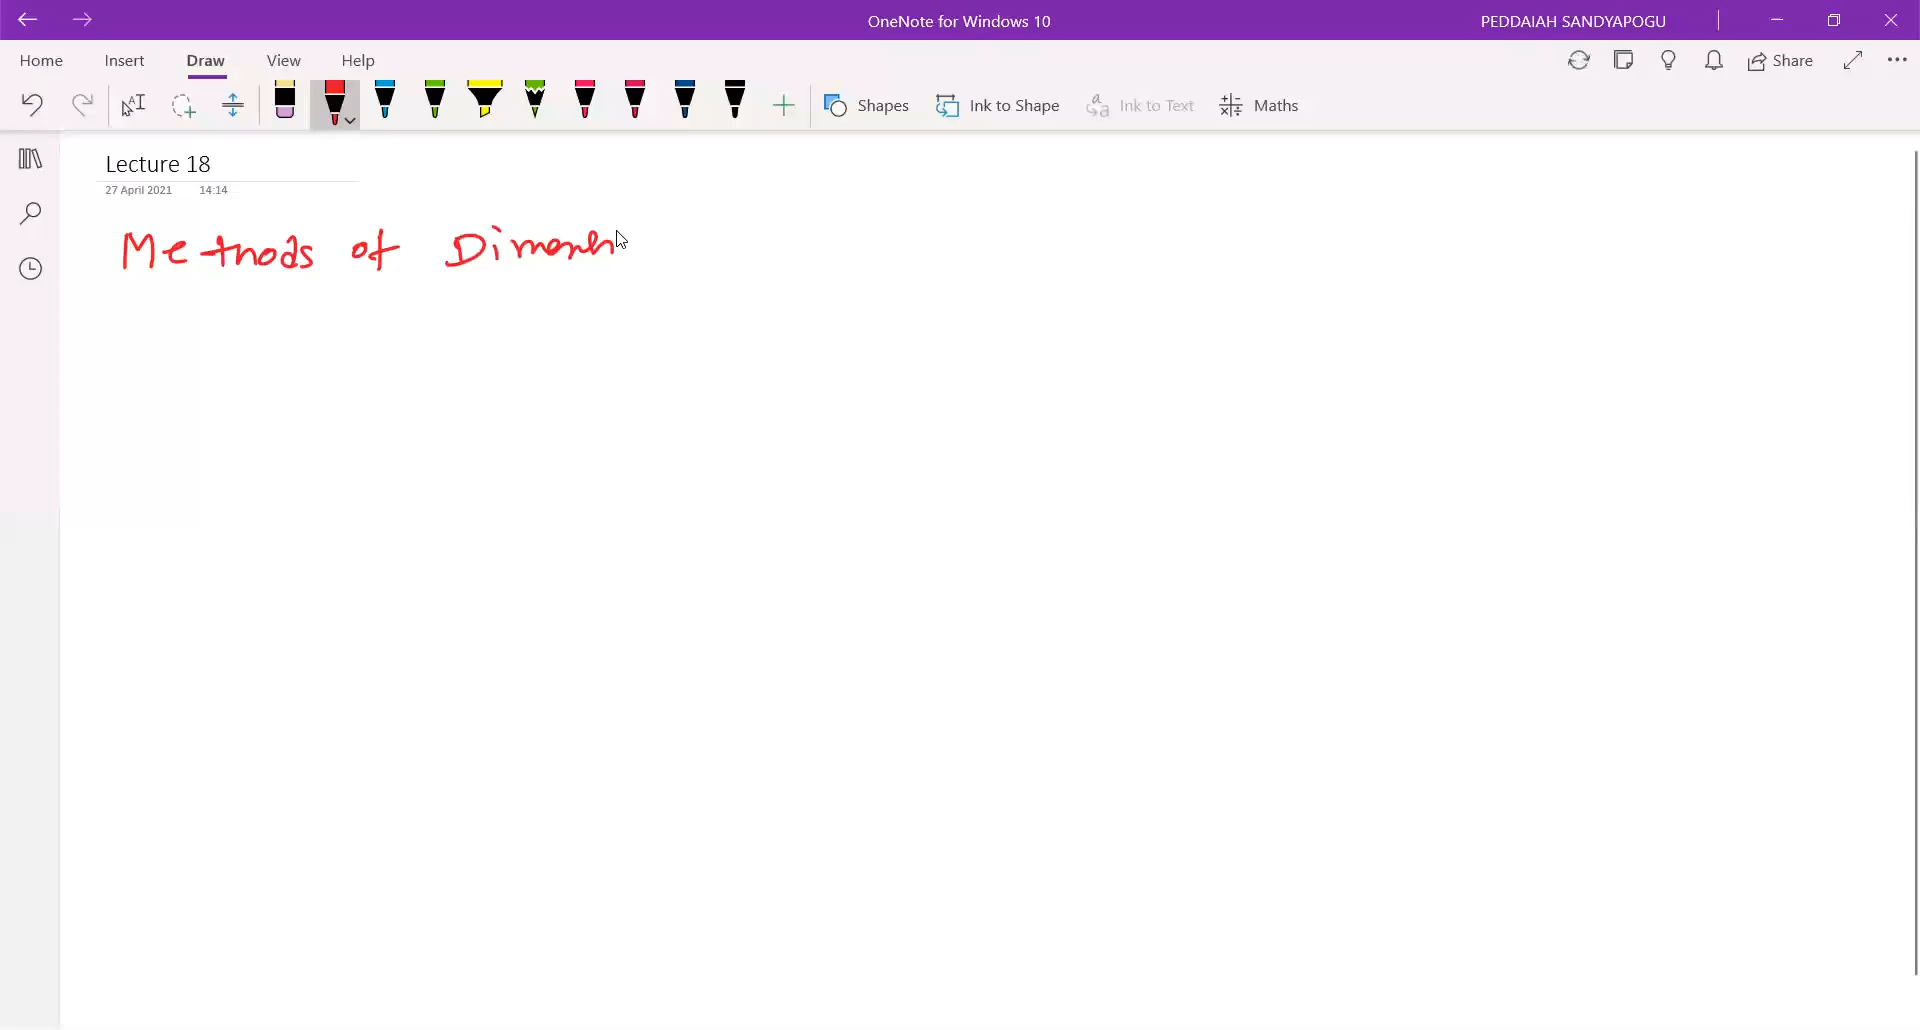 OneNote for Windows 10 PEDDAIAH SANDYAPOGU
Home Insert Draw View Help Share
Shapes Ink to Shape Ink to Text Maths
Lecture 18
27 April 2021 14:14
Methods of